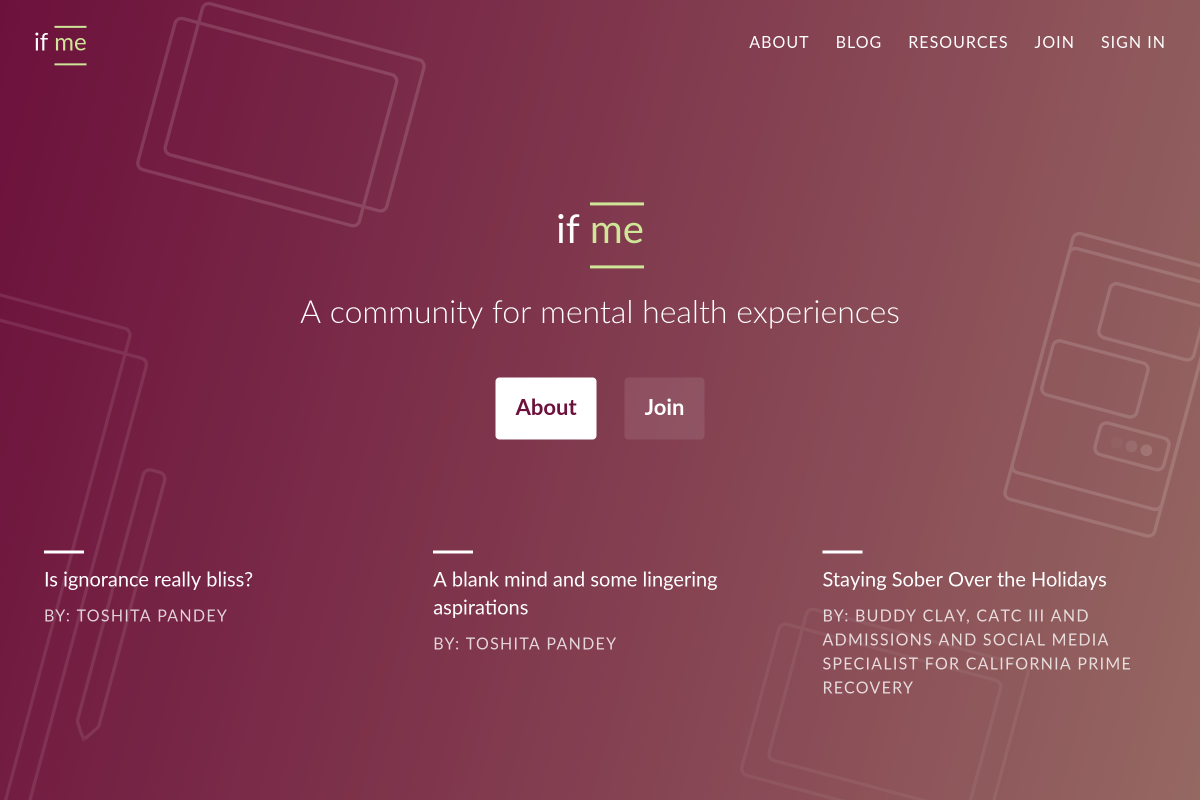 if me
ABOUT BLOG RESOURCES JOIN SIGN IN
if me
A community for mental health experiences
About Join
Is ignorance really bliss?
BY: TOSHITA PANDEY
A blank mind and some lingering
aspirations
BY: TOSHITA PANDEY
Staying Sober Over the Holidays
BY: BUDDY CLAY, CATC III AND
ADMISSIONS AND SOCIAL MEDIA
SPECIALIST FOR CALIFORNIA PRIME
RECOVERY